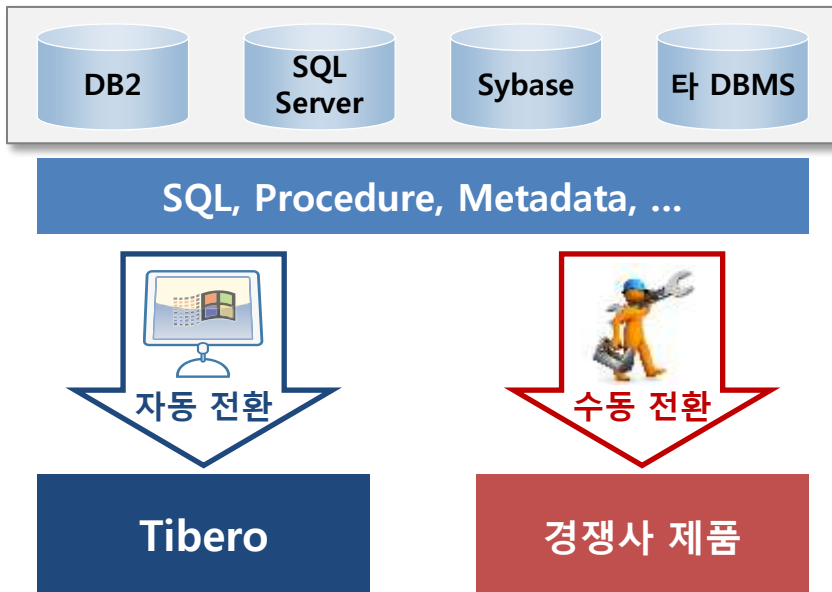 DB2
SQL
Server
Sybase
타 DBMS
SQL, Procedure, Metadata, ...
자동 전환
수동 전환
Tibero
경쟁사 제품